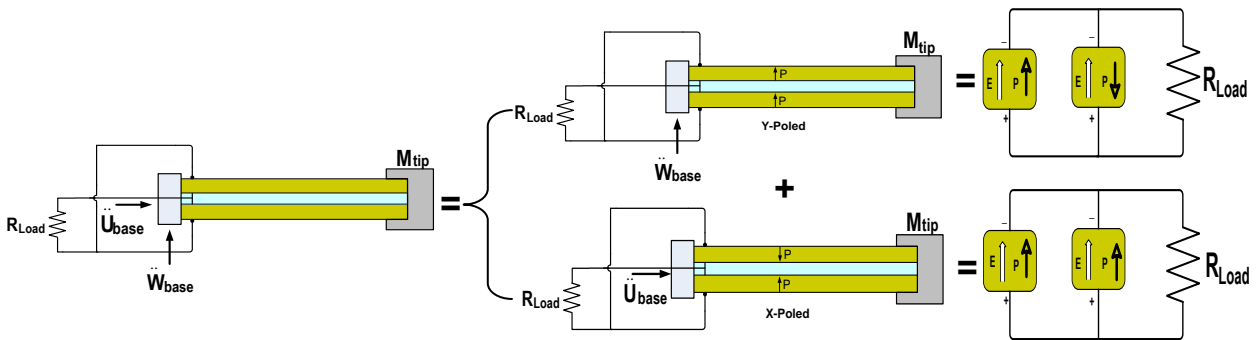 R_Load
Ü_base
Ẅ_base
M_tip
=
R_Load
P
P
Y-Poled
Ẅ_base
M_tip
=
−
E P
+
−
E P
+
R_Load
+
R_Load
Ü_base
P
P
X-Poled
M_tip
=
−
E P
+
−
E P
+
R_Load